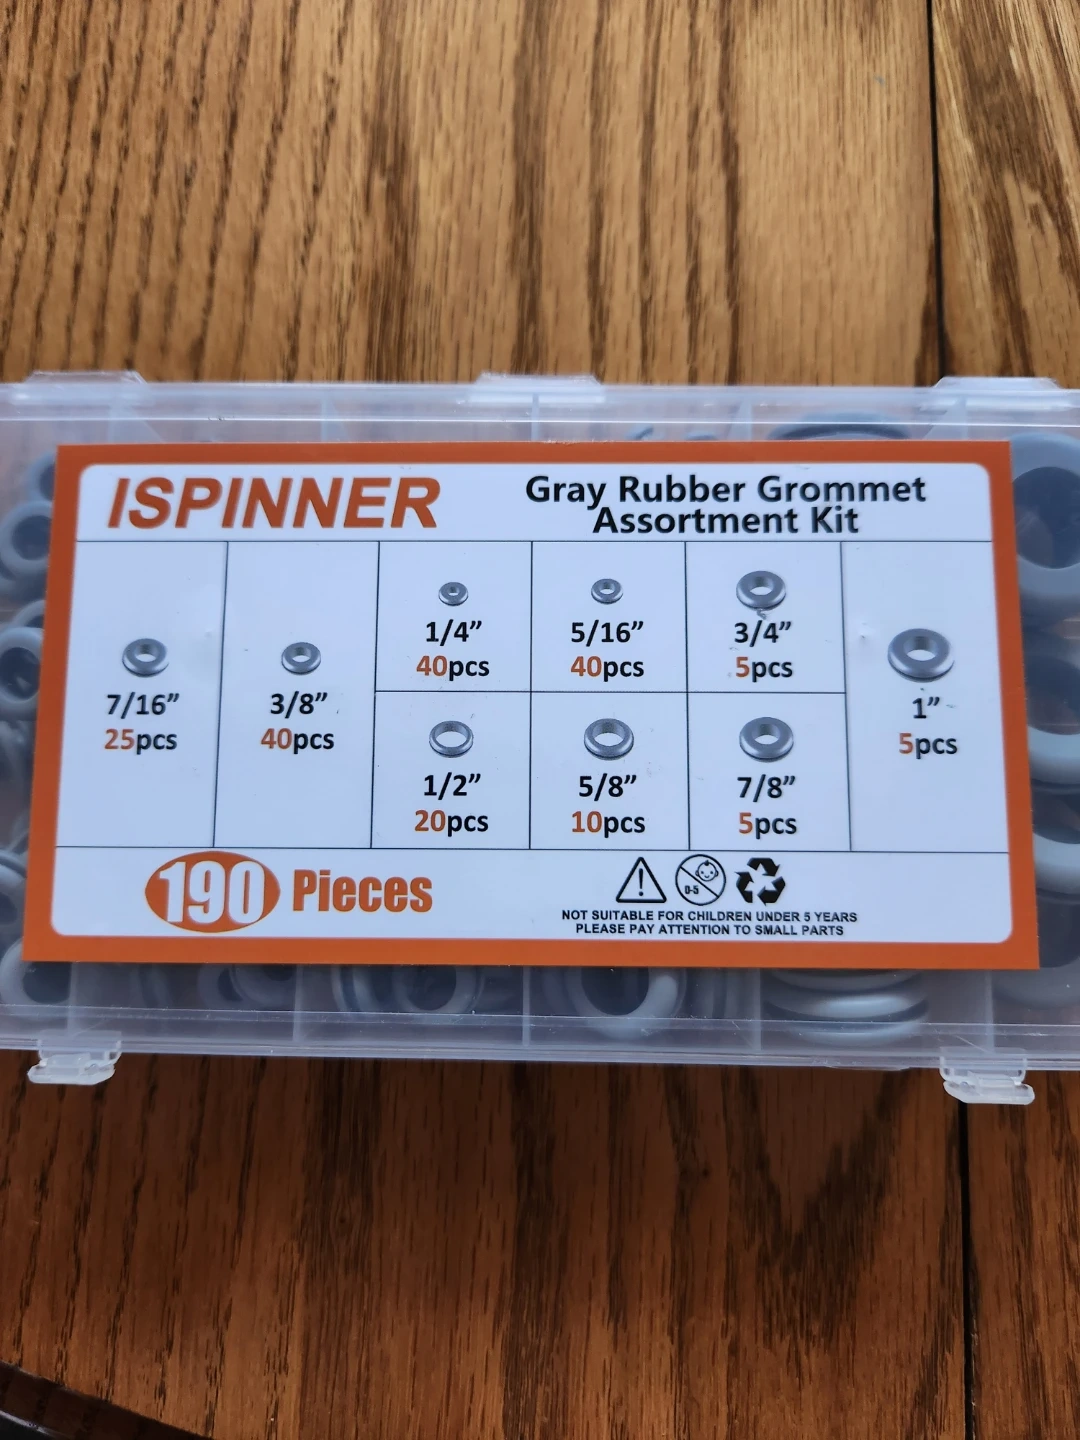 ISPINNER
Gray Rubber Grommet
Assortment Kit
7/16”
25pcs
3/8”
40pcs
1/4”
40pcs
5/16”
40pcs
3/4”
5pcs
1/2”
20pcs
5/8”
10pcs
7/8”
5pcs
1”
5pcs
190 Pieces
0-5
NOT SUITABLE FOR CHILDREN UNDER 5 YEARS
PLEASE PAY ATTENTION TO SMALL PARTS